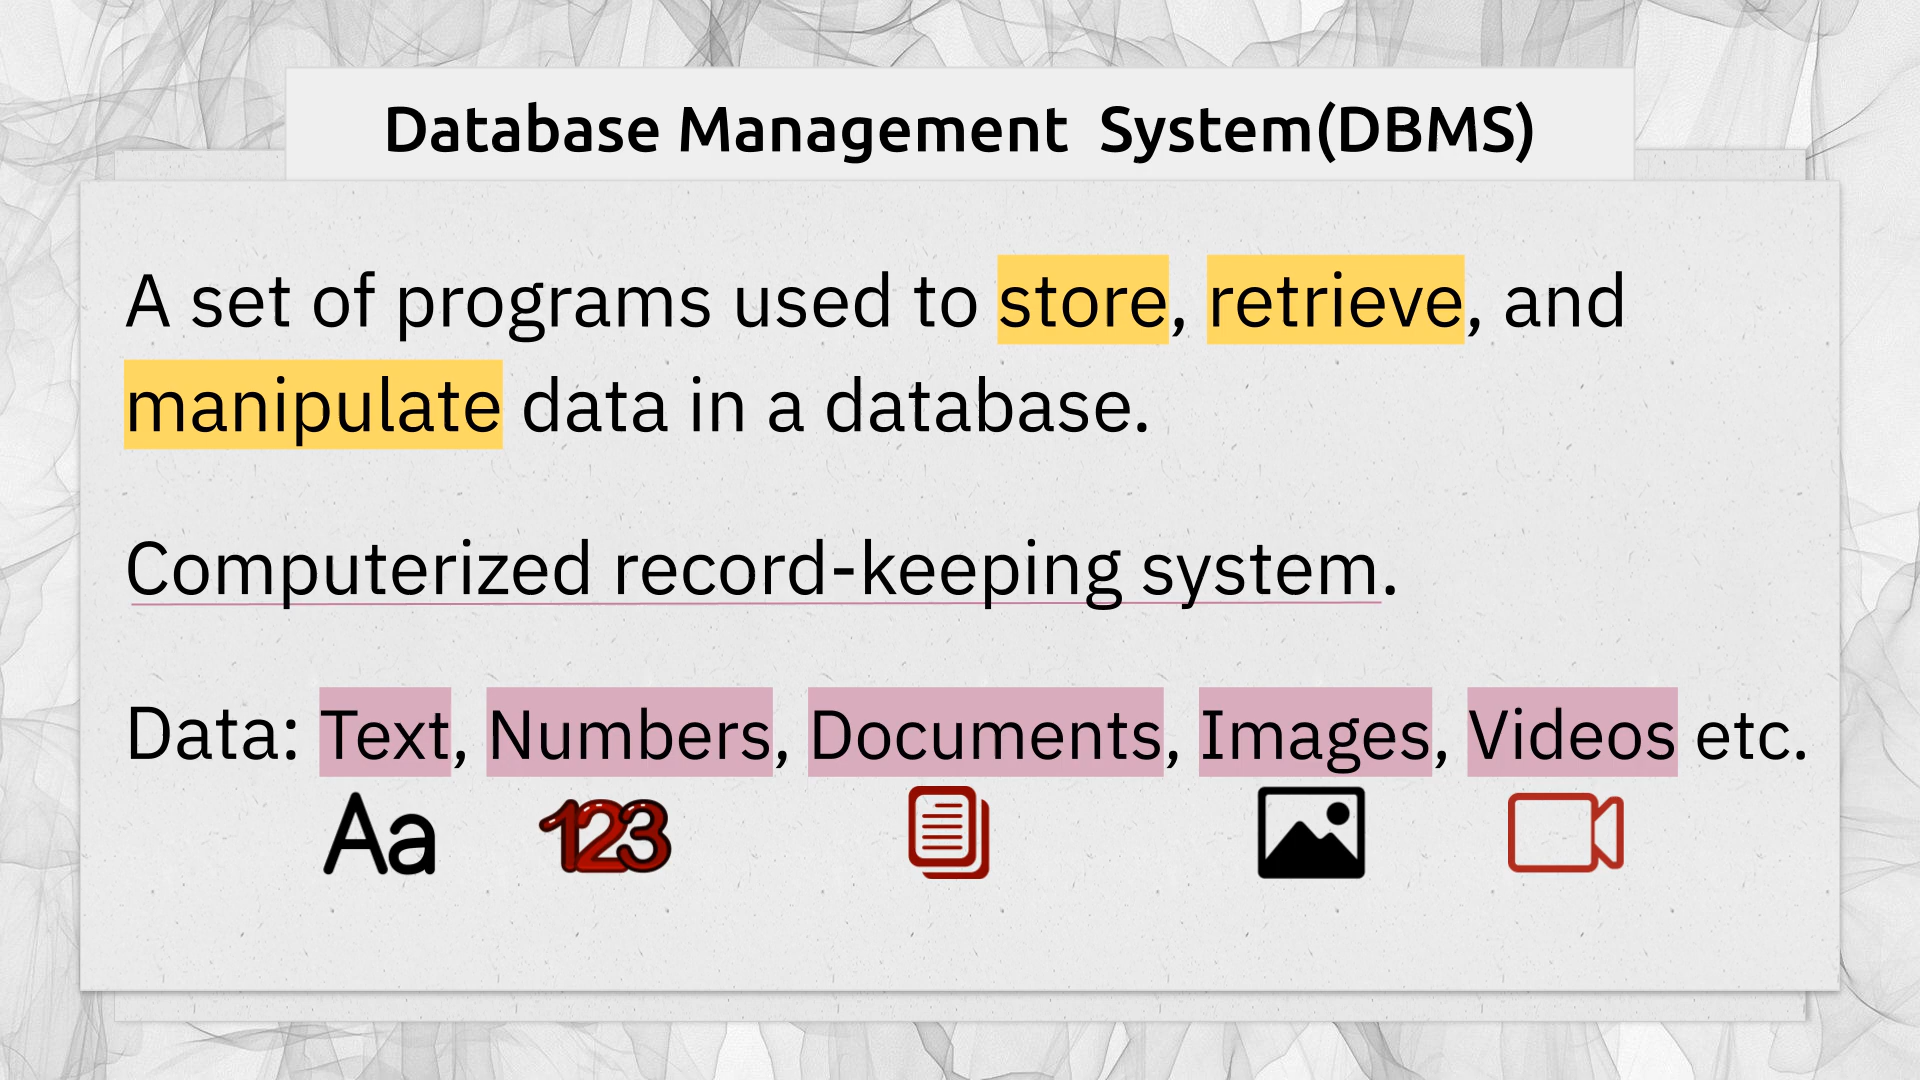 Database Management  System(DBMS)
A set of programs used to store, retrieve, and
manipulate data in a database.
Computerized record-keeping system.
Data: Text, Numbers, Documents, Images, Videos etc.
Aa
123